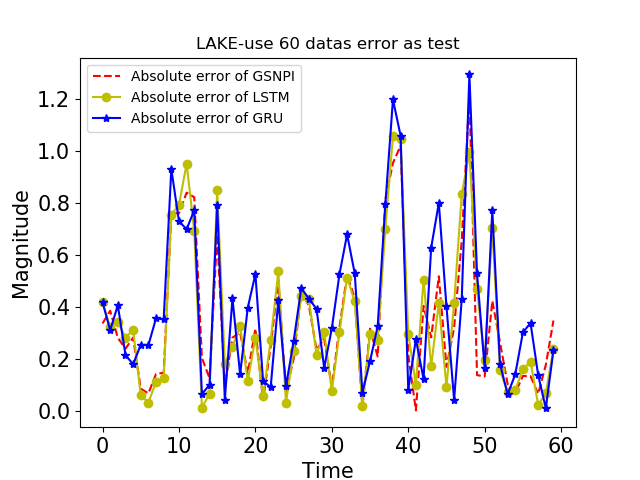 LAKE-use 60 datas error as test
Absolute error of GSNPI
Absolute error of LSTM
Absolute error of GRU
Magnitude
1.2
1.0
0.8
0.6
0.4
0.2
0.0
0 10 20 30 40 50 60
Time